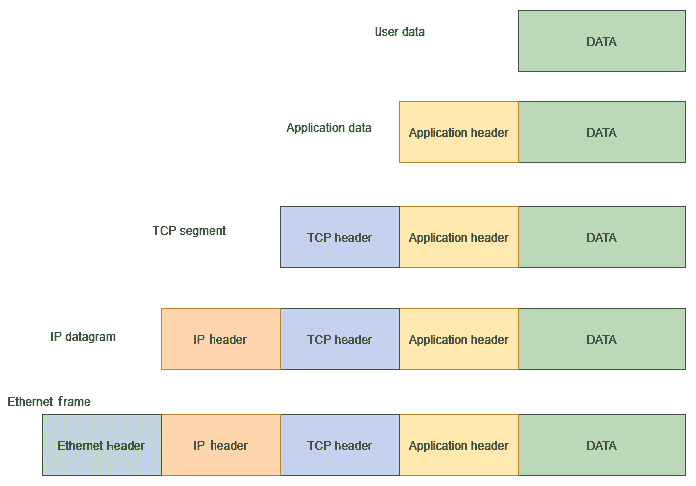 User data
DATA
Application data
Application header
DATA
TCP segment
TCP header
Application header
DATA
IP datagram
IP header
TCP header
Application header
DATA
Ethernet frame
Ethernet header
IP header
TCP header
Application header
DATA